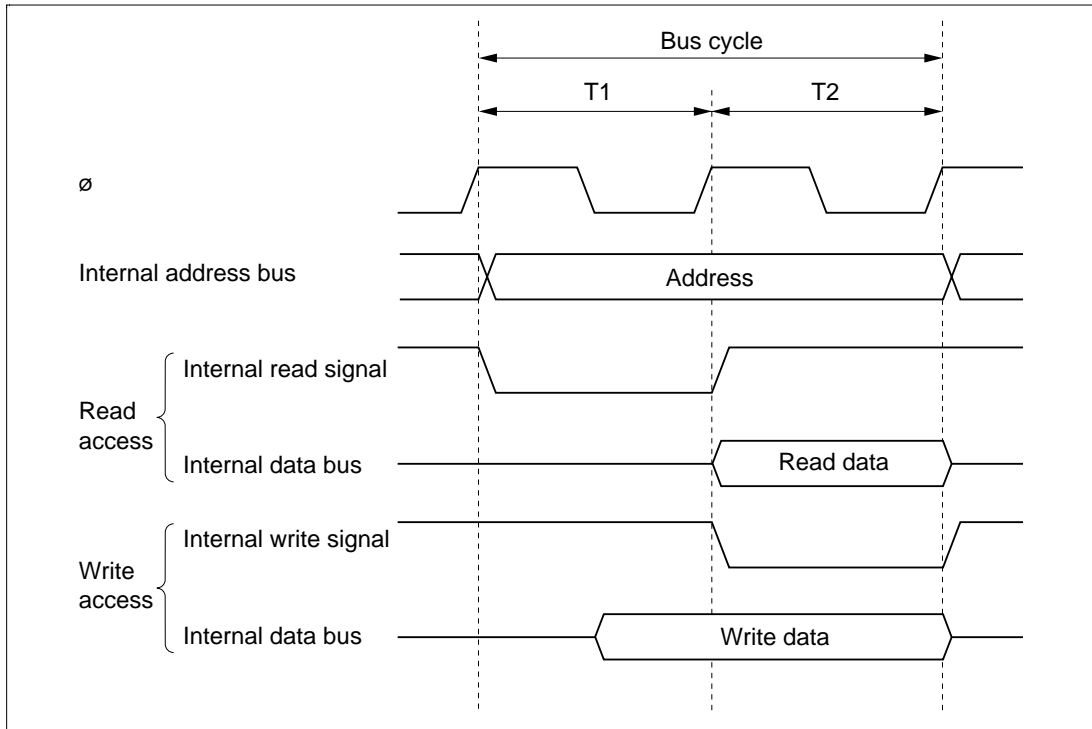 Bus cycle
T1 T2
ø
Internal address bus Address
Internal read signal
Read
access
Internal data bus Read data
Internal write signal
Write
access
Internal data bus Write data